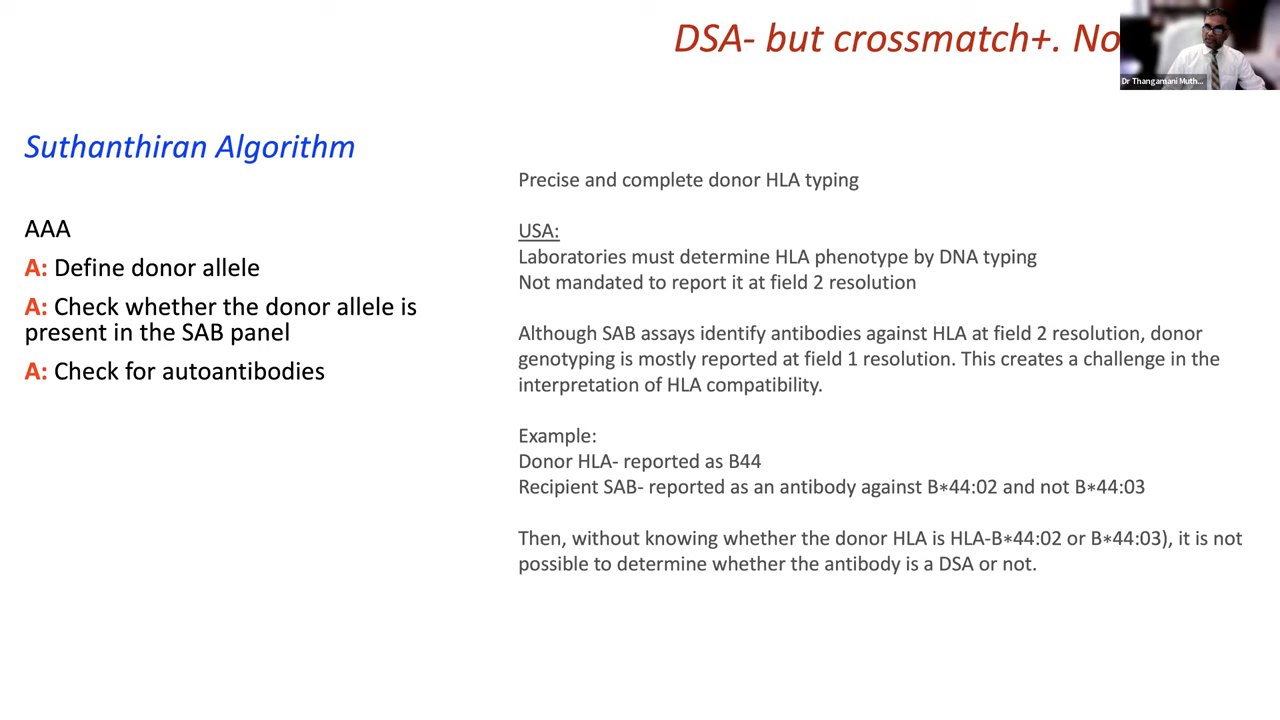 DSA- but crossmatch+. No
Dr Thangamani Muth...
Suthanthiran Algorithm
AAA
A: Define donor allele
A: Check whether the donor allele is
present in the SAB panel
A: Check for autoantibodies
Precise and complete donor HLA typing
USA:
Laboratories must determine HLA phenotype by DNA typing
Not mandated to report it at field 2 resolution
Although SAB assays identify antibodies against HLA at field 2 resolution, donor
genotyping is mostly reported at field 1 resolution. This creates a challenge in the
interpretation of HLA compatibility.
Example:
Donor HLA- reported as B44
Recipient SAB- reported as an antibody against B∗44:02 and not B∗44:03
Then, without knowing whether the donor HLA is HLA-B∗44:02 or B∗44:03), it is not
possible to determine whether the antibody is a DSA or not.